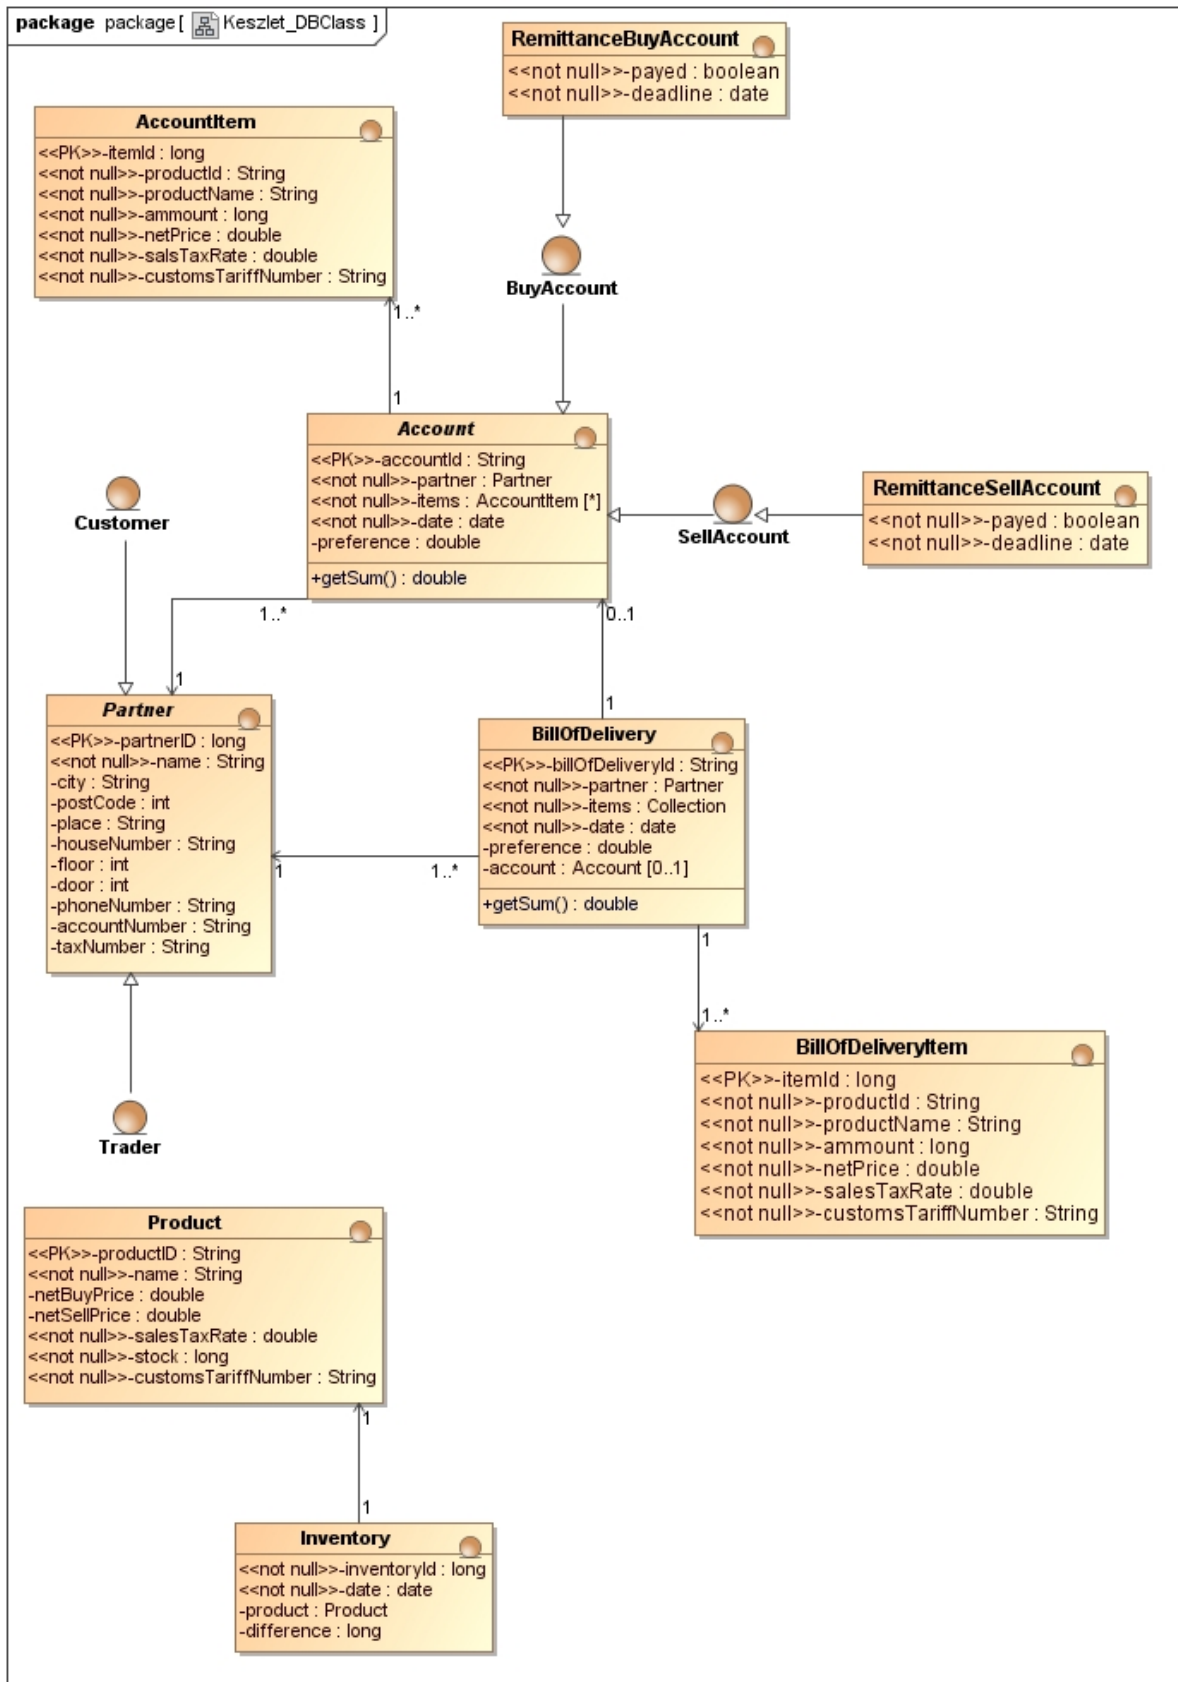 package package [ Keszlet_DBClass ]
RemittanceBuyAccount
<<not null>>-payed : boolean
<<not null>>-deadline : date
AccountItem
<<PK>>-itemId : long
<<not null>>-productId : String
<<not null>>-productName : String
<<not null>>-ammount : long
<<not null>>-netPrice : double
<<not null>>-salsTaxRate : double
<<not null>>-customsTariffNumber : String
BuyAccount
1..*
1
Account
<<PK>>-accountId : String
<<not null>>-partner : Partner
<<not null>>-items : AccountItem [*]
<<not null>>-date : date
-preference : double
+getSum() : double
Customer
SellAccount
RemittanceSellAccount
<<not null>>-payed : boolean
<<not null>>-deadline : date
1..*
0..1
1
1
Partner
<<PK>>-partnerID : long
<<not null>>-name : String
-city : String
-postCode : int
-place : String
-houseNumber : String
-floor : int
-door : int
-phoneNumber : String
-accountNumber : String
-taxNumber : String
BillOfDelivery
<<PK>>-billOfDeliveryId : String
<<not null>>-partner : Partner
<<not null>>-items : Collection
<<not null>>-date : date
-preference : double
-account : Account [0..1]
+getSum() : double
1
1..*
1
1..*
BillOfDeliveryItem
<<PK>>-itemId : long
<<not null>>-productId : String
<<not null>>-productName : String
<<not null>>-ammount : long
<<not null>>-netPrice : double
<<not null>>-salesTaxRate : double
<<not null>>-customsTariffNumber : String
Trader
Product
<<PK>>-productID : String
<<not null>>-name : String
-netBuyPrice : double
-netSellPrice : double
<<not null>>-salesTaxRate : double
<<not null>>-stock : long
<<not null>>-customsTariffNumber : String
1
1
Inventory
<<not null>>-inventoryId : long
<<not null>>-date : date
-product : Product
-difference : long